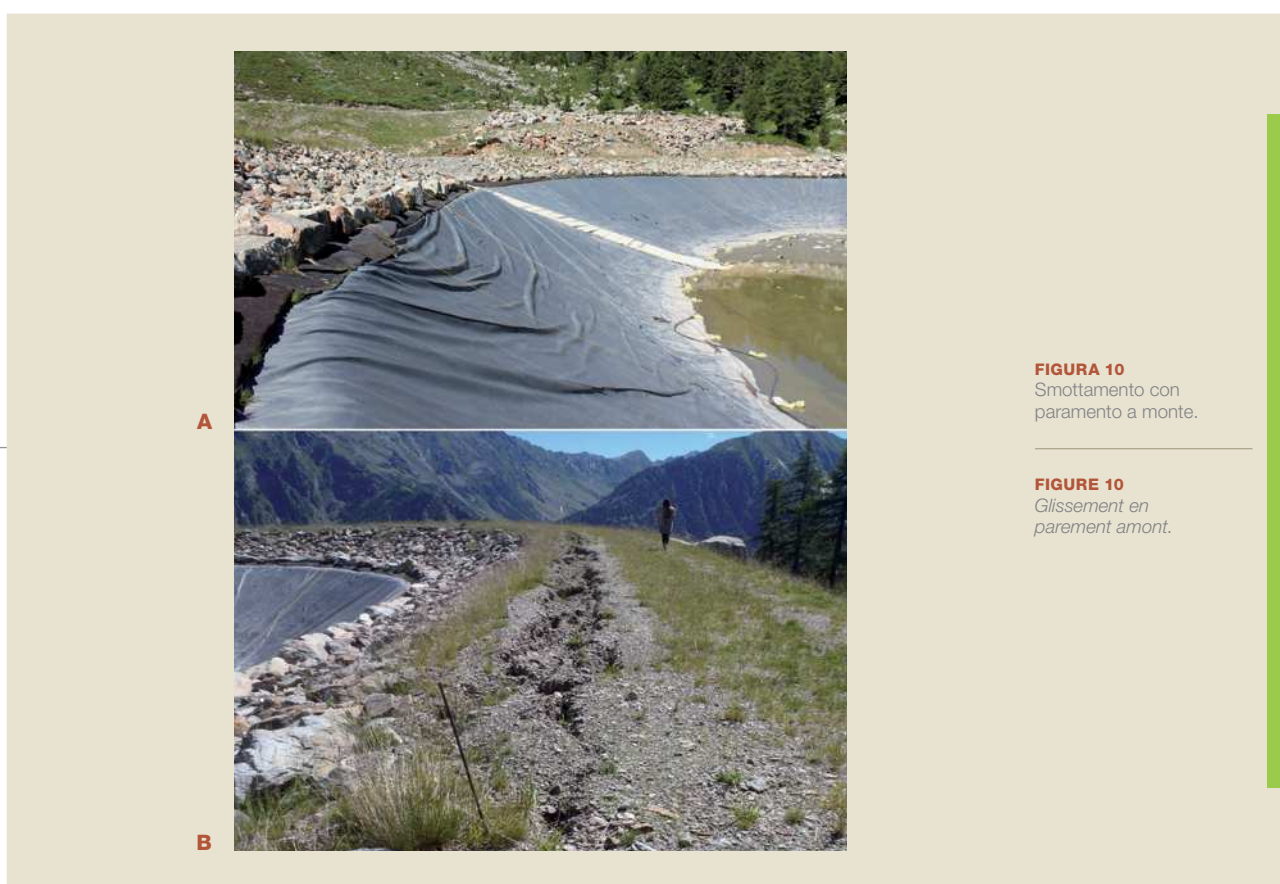 A
B
FIGURA 10
Smottamento con
paramento a monte.
FIGURE 10
Glissement en
parement amont.